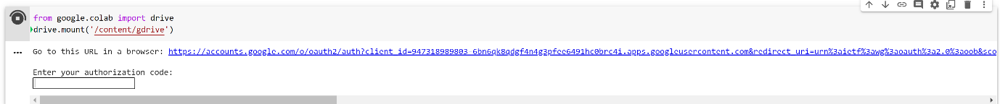 from google.colab import drive
drive.mount('/content/gdrive')
Go to this URL in a browser: https://accounts.google.com/o/oauth2/auth?client_id=947318989803-6bn6qk8qdgf4n4g3pfee6491hc0brc4i.apps.googleusercontent.com&redirect_uri=urn%3aietf%3awg%3aoauth%3a2.0%3aoob&sco
Enter your authorization code: